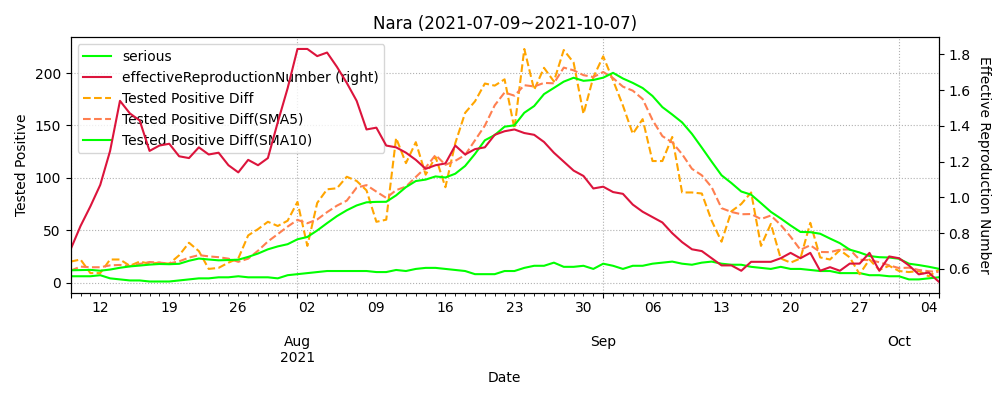 Nara (2021-07-09~2021-10-07)
serious
effectiveReproductionNumber (right)
Tested Positive Diff
Tested Positive Diff(SMA5)
Tested Positive Diff(SMA10)
Tested Positive
200
150
100
50
0
1.8
1.6
1.4
1.2
1.0
0.8
0.6
Effective Reproduction Number
12 19 26 02 09 16 23 30 06 13 20 27 04
Aug Sep Oct
2021
Date